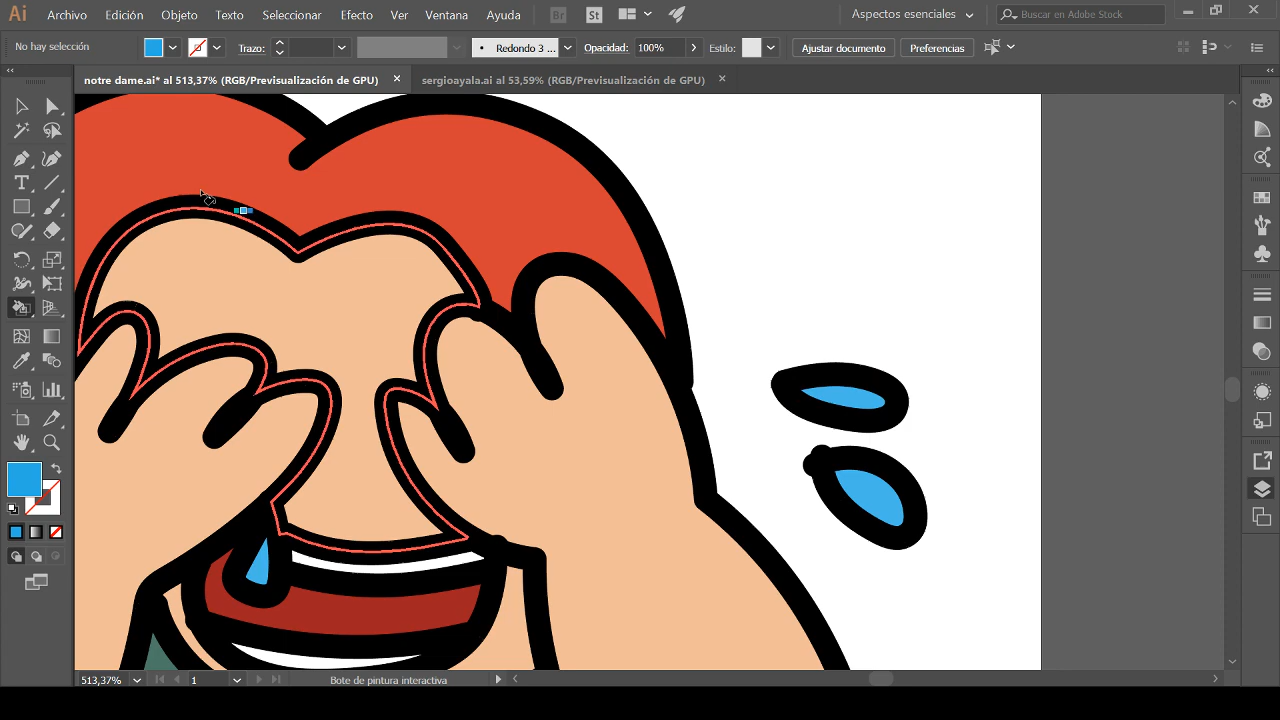 Ai Archivo Edición Objeto Texto Seleccionar Efecto Ver Ventana Ayuda Br St Aspectos esenciales Buscar en Adobe Stock
No hay selección Trazo: Redondo 3 ... Opacidad: 100% Estilo: Ajustar documento Preferencias
notre dame.ai* al 513,37% (RGB/Previsualización de GPU) × sergioayala.ai al 53,59% (RGB/Previsualización de GPU) ×
513,37% 1 Bote de pintura interactiva